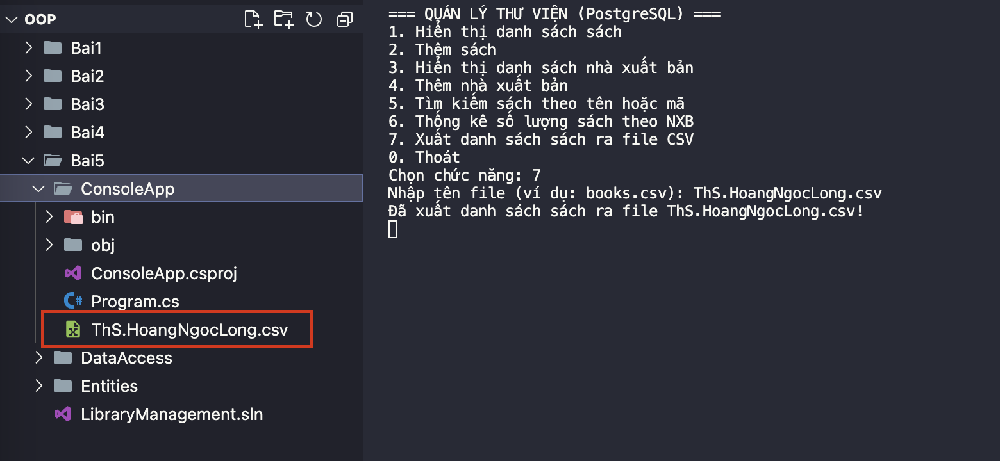 OOP
Bai1
Bai2
Bai3
Bai4
Bai5
ConsoleApp
bin
obj
ConsoleApp.csproj
Program.cs
ThS.HoangNgocLong.csv
DataAccess
Entities
LibraryManagement.sln
=== QUẢN LÝ THƯ VIỆN (PostgreSQL) ===
1. Hiển thị danh sách sách
2. Thêm sách
3. Hiển thị danh sách nhà xuất bản
4. Thêm nhà xuất bản
5. Tìm kiếm sách theo tên hoặc mã
6. Thống kê số lượng sách theo NXB
7. Xuất danh sách sách ra file CSV
0. Thoát
Chọn chức năng: 7
Nhập tên file (ví dụ: books.csv): ThS.HoangNgocLong.csv
Đã xuất danh sách sách ra file ThS.HoangNgocLong.csv!